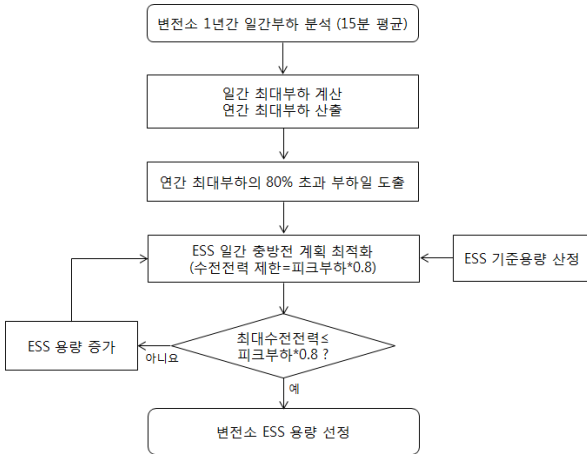 변전소 1년간 일간부하 분석 (15분 평균)
일간 최대부하 계산
연간 최대부하 산출
연간 최대부하의 80% 초과 부하일 도출
ESS 일간 충방전 계획 최적화
(수전전력 제한=피크부하*0.8)
ESS 기준용량 산정
최대수전전력≤
피크부하*0.8 ?
ESS 용량 증가
아니요
예
변전소 ESS 용량 선정